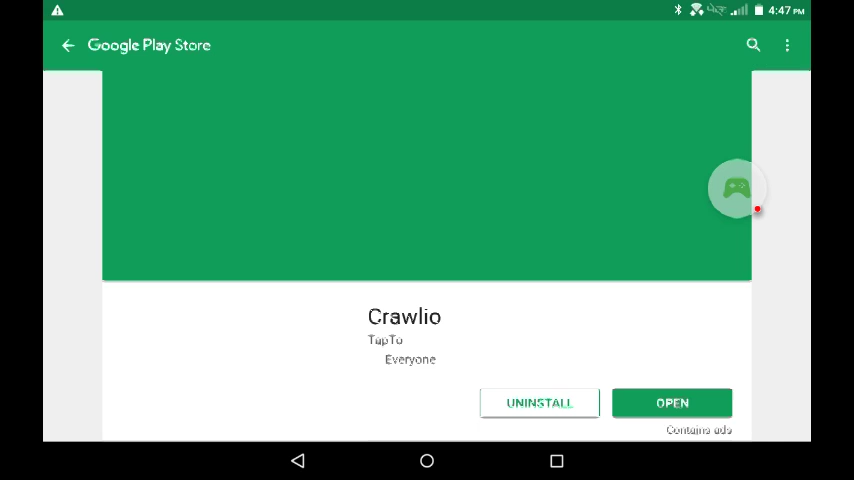 4:47 PM
Google Play Store
Crawlio
TapTo
Everyone
UNINSTALL
OPEN
Contains ads